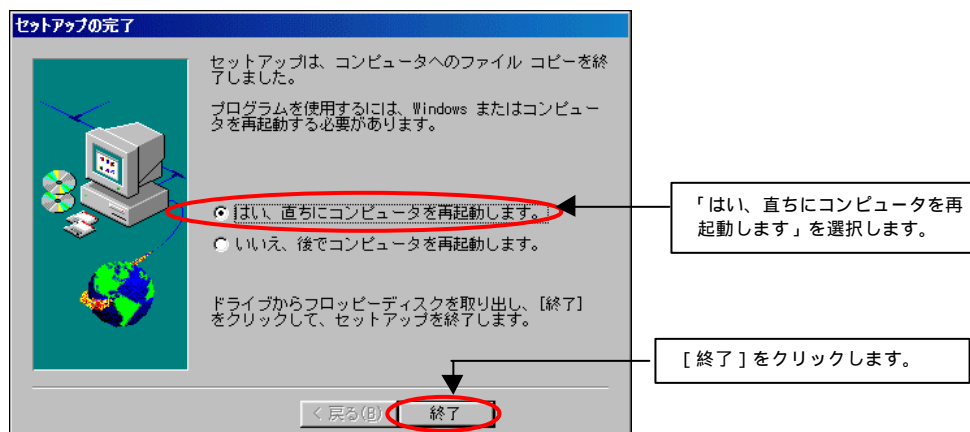 セットアップの完了
セットアップは、コンピュータへのファイル コピーを終
了しました。
プログラムを使用するには、Windows またはコンピュー
タを再起動する必要があります。
はい、直ちにコンピュータを再起動します。
いいえ、後でコンピュータを再起動します。
「はい、直ちにコンピュータを再
起動します」を選択します。
ドライブからフロッピーディスクを取り出し、[終了]
をクリックして、セットアップを終了します。
[終了]をクリックします。
< 戻る(B)
終了